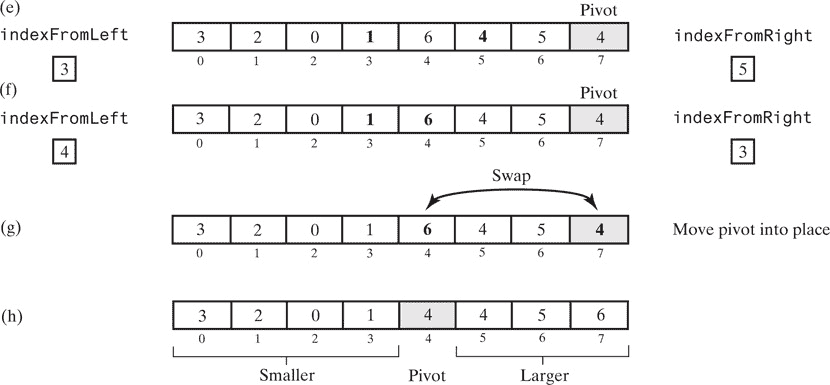 (e)
Pivot
indexFromLeft 3 2 0 1 6 4 5 4 indexFromRight
3 0 1 2 3 4 5 6 7 5
(f)
Pivot
indexFromLeft 3 2 0 1 6 4 5 4 indexFromRight
4 0 1 2 3 4 5 6 7 3
Swap
(g) 3 2 0 1 6 4 5 4 Move pivot into place
0 1 2 3 4 5 6 7
(h) 3 2 0 1 4 4 5 6
0 1 2 3 4 5 6 7
Smaller Pivot Larger